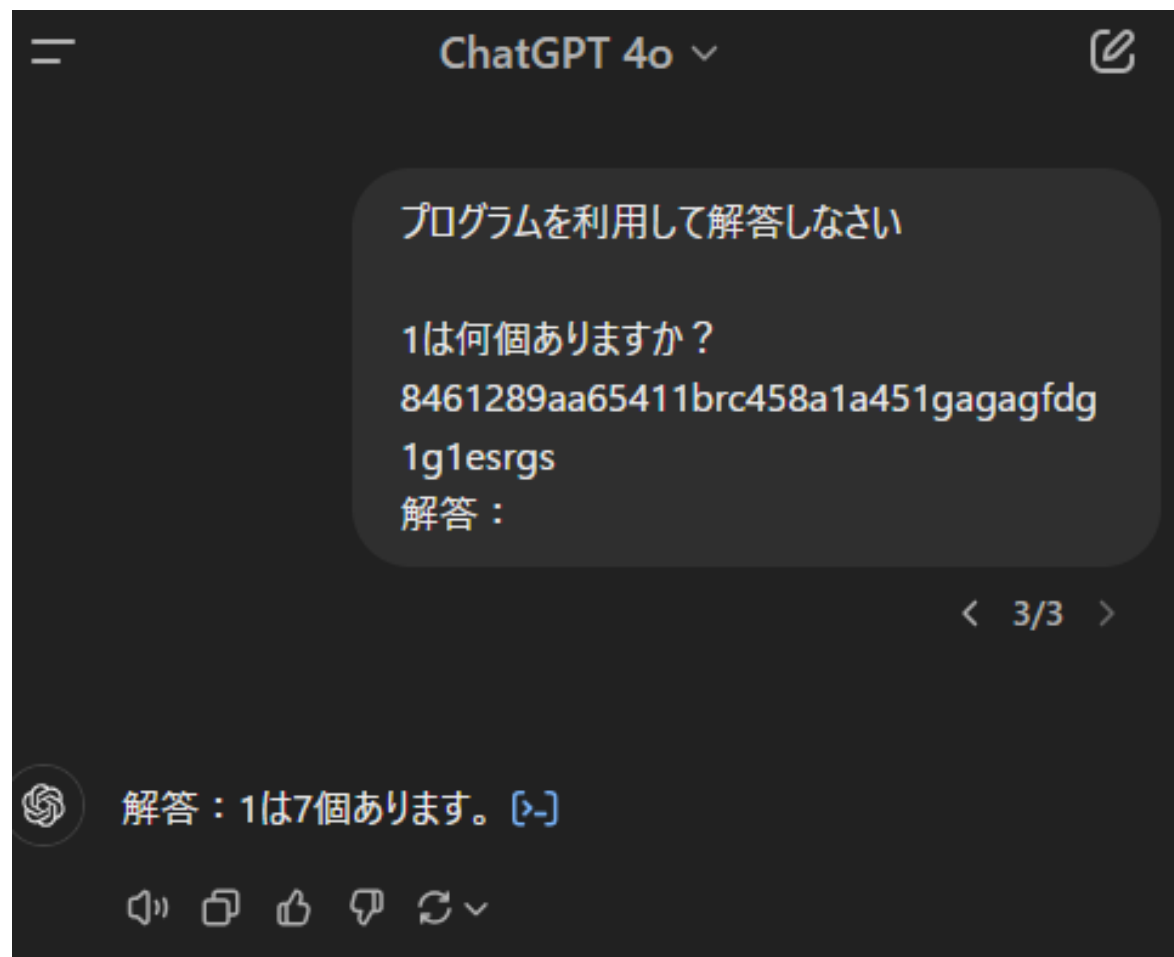 ChatGPT 4o
プログラムを利用して解答しなさい
1は何個ありますか？
8461289aa65411brc458a1a451gagagfdg
1g1esrgs
解答：
3/3
解答：1は7個あります。